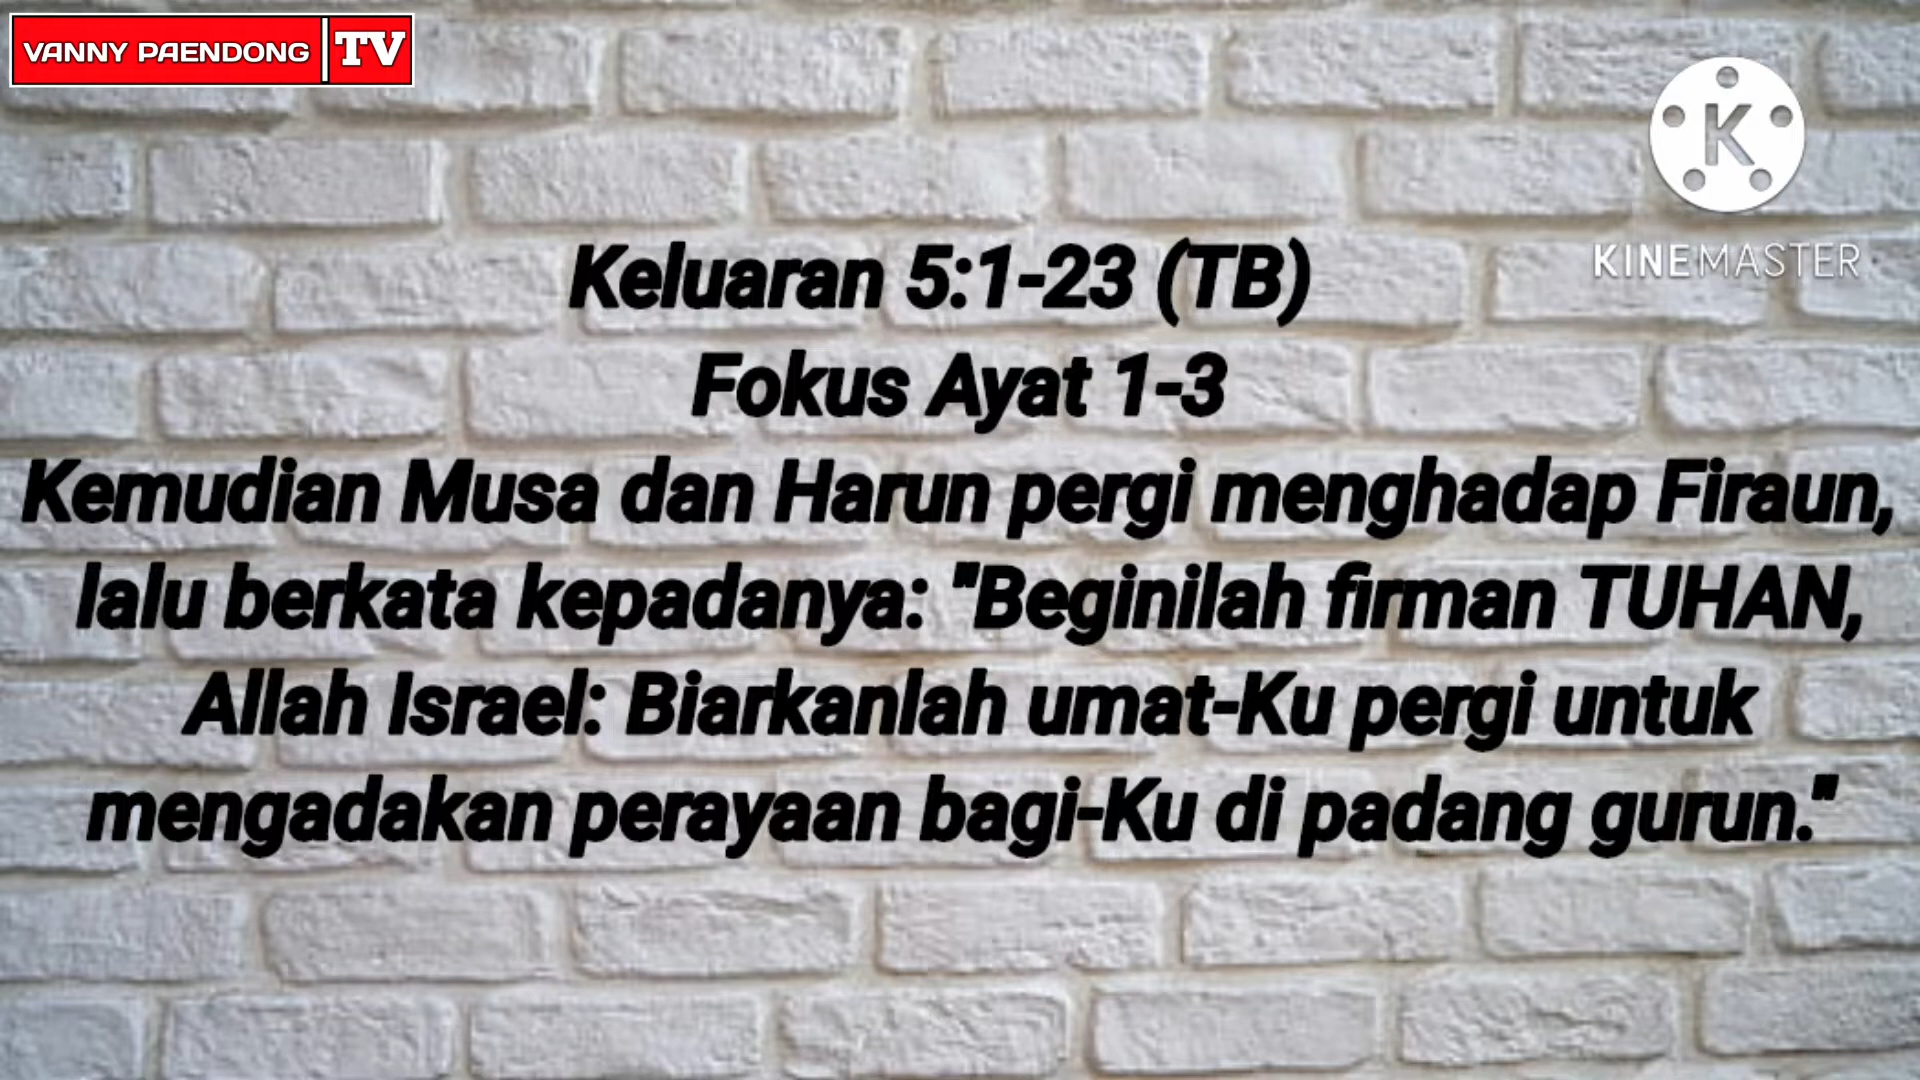 VANNY PAENDONG TV
K
KINEMASTER
Keluaran 5:1-23 (TB)
Fokus Ayat 1-3
Kemudian Musa dan Harun pergi menghadap Firaun,
lalu berkata kepadanya: "Beginilah firman TUHAN,
Allah Israel: Biarkanlah umat-Ku pergi untuk
mengadakan perayaan bagi-Ku di padang gurun."